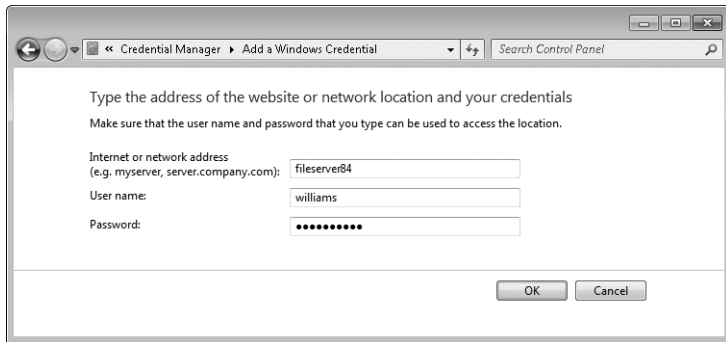 « Credential Manager ▸ Add a Windows Credential Search Control Panel
Type the address of the website or network location and your credentials
Make sure that the user name and password that you type can be used to access the location.
Internet or network address
(e.g. myserver, server.company.com): fileserver84
User name: williams
Password: ••••••••••
OK Cancel